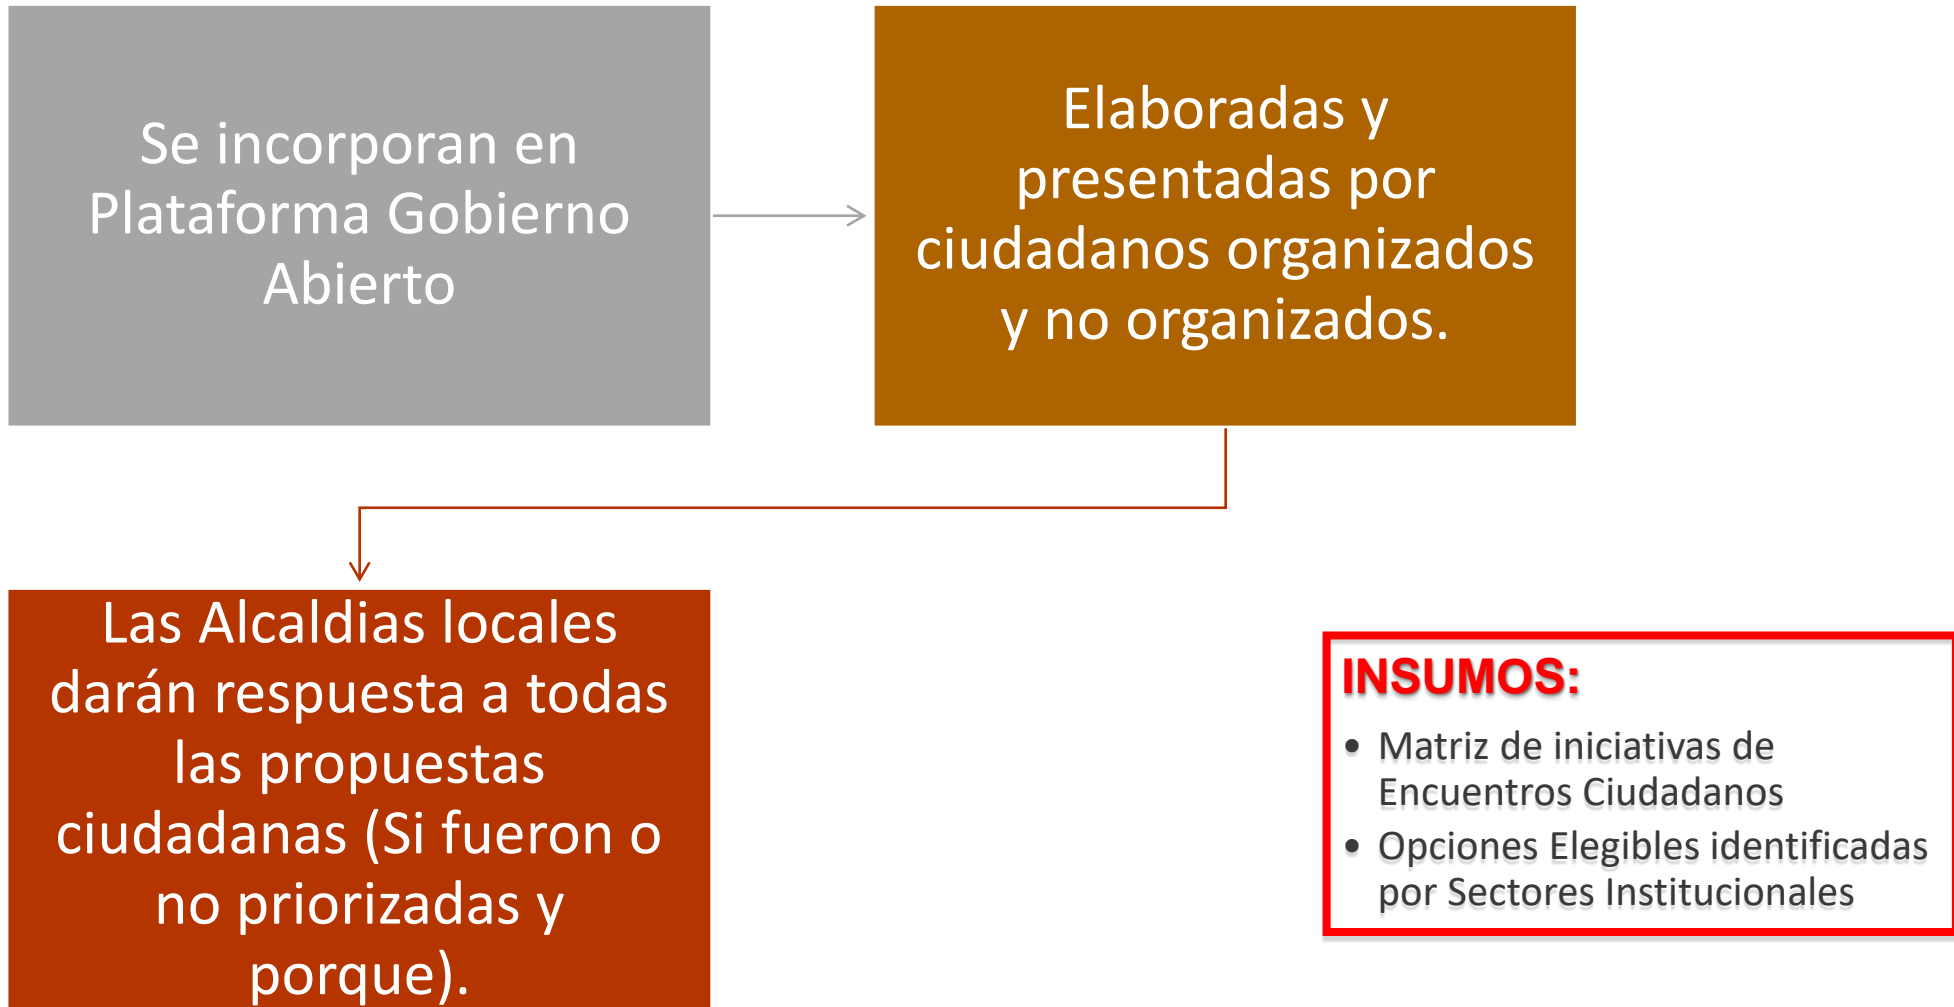 Se incorporan en
Plataforma Gobierno
Abierto
Elaboradas y
presentadas por
ciudadanos organizados
y no organizados.
Las Alcaldias locales
darán respuesta a todas
las propuestas
ciudadanas (Si fueron o
no priorizadas y
porque).
INSUMOS:
• Matriz de iniciativas de
Encuentros Ciudadanos
• Opciones Elegibles identificadas
por Sectores Institucionales